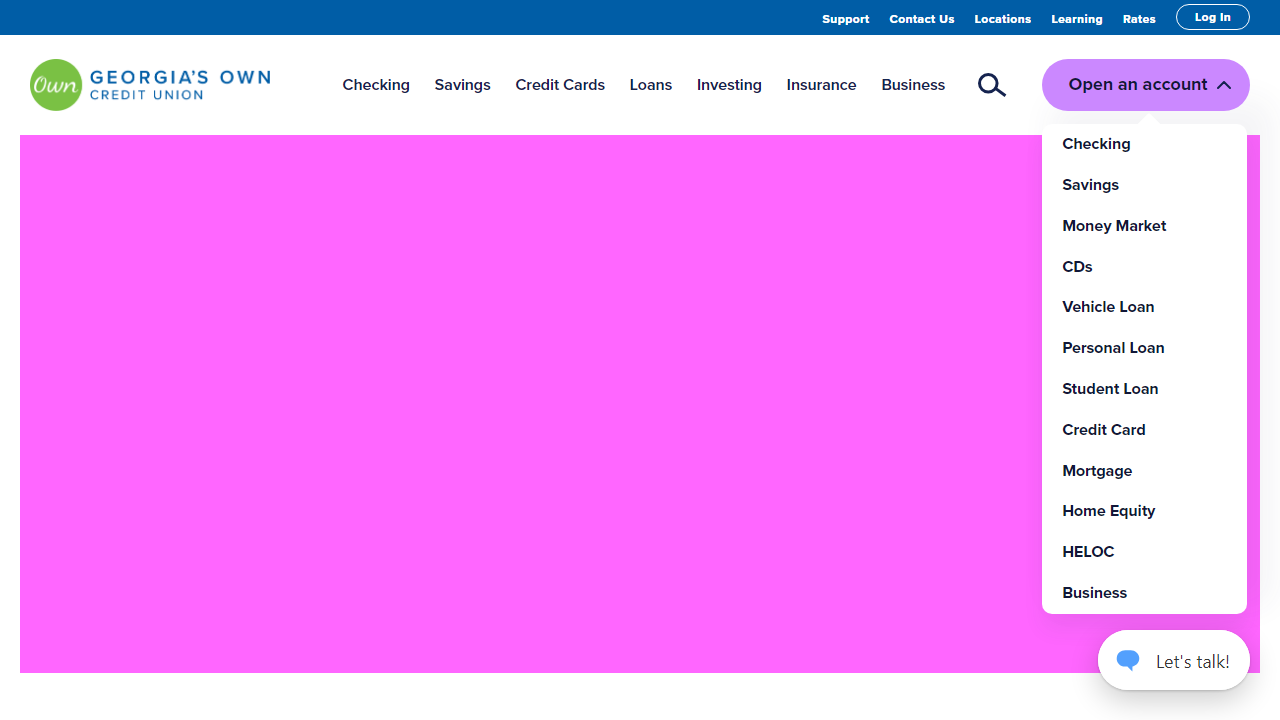 Support Contact Us Locations Learning Rates Log In
Own GEORGIA'S OWN
CREDIT UNION
Checking Savings Credit Cards Loans Investing Insurance Business
Open an account
Checking
Savings
Money Market
CDs
Vehicle Loan
Personal Loan
Student Loan
Credit Card
Mortgage
Home Equity
HELOC
Business
Let's talk!